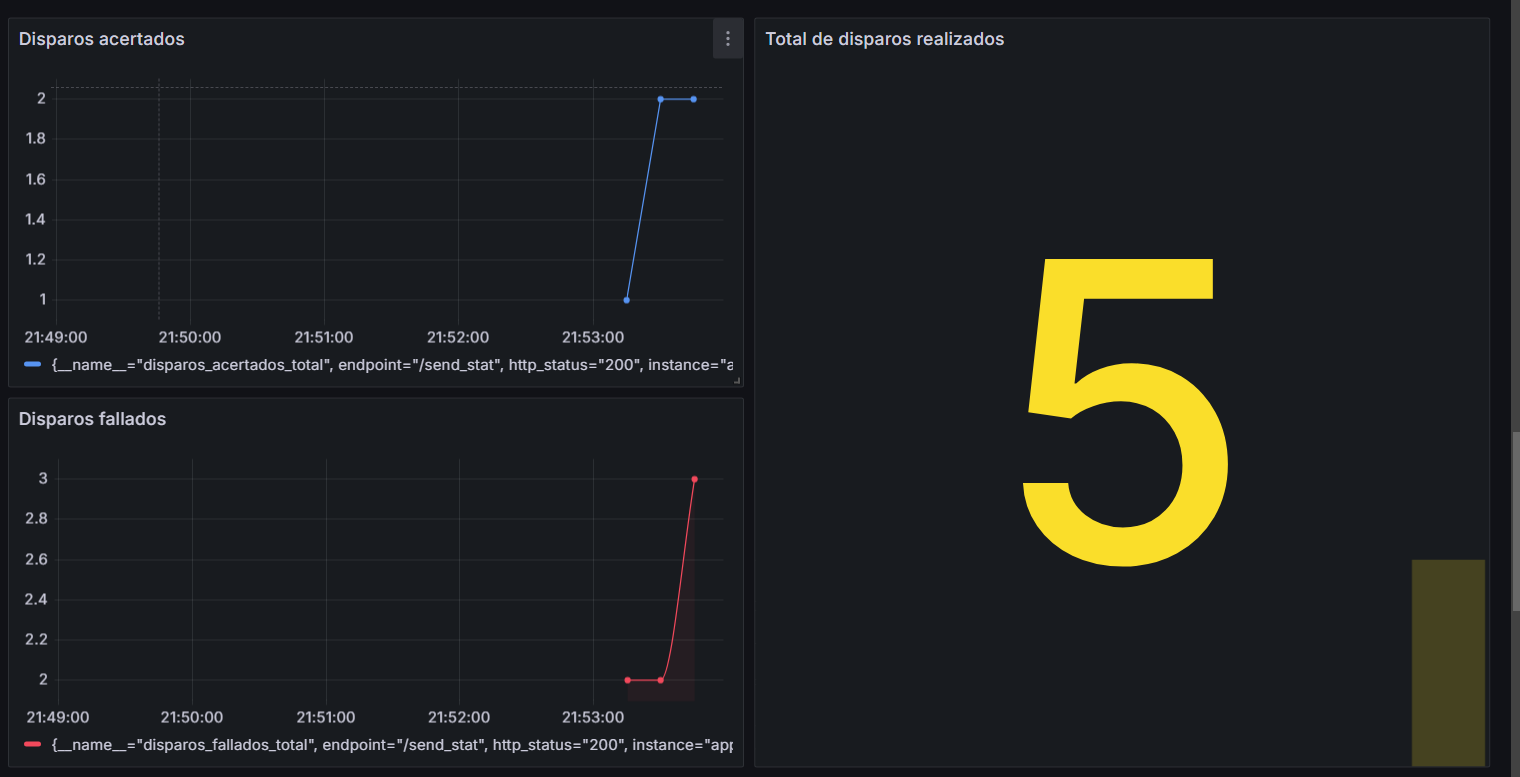 Disparos acertados
2
1.8
1.6
1.4
1.2
1
21:49:00 21:50:00 21:51:00 21:52:00 21:53:00
{__name__="disparos_acertados_total", endpoint="/send_stat", http_status="200", instance="a
Disparos fallados
3
2.8
2.6
2.4
2.2
2
21:49:00 21:50:00 21:51:00 21:52:00 21:53:00
{__name__="disparos_fallados_total", endpoint="/send_stat", http_status="200", instance="app
Total de disparos realizados
5